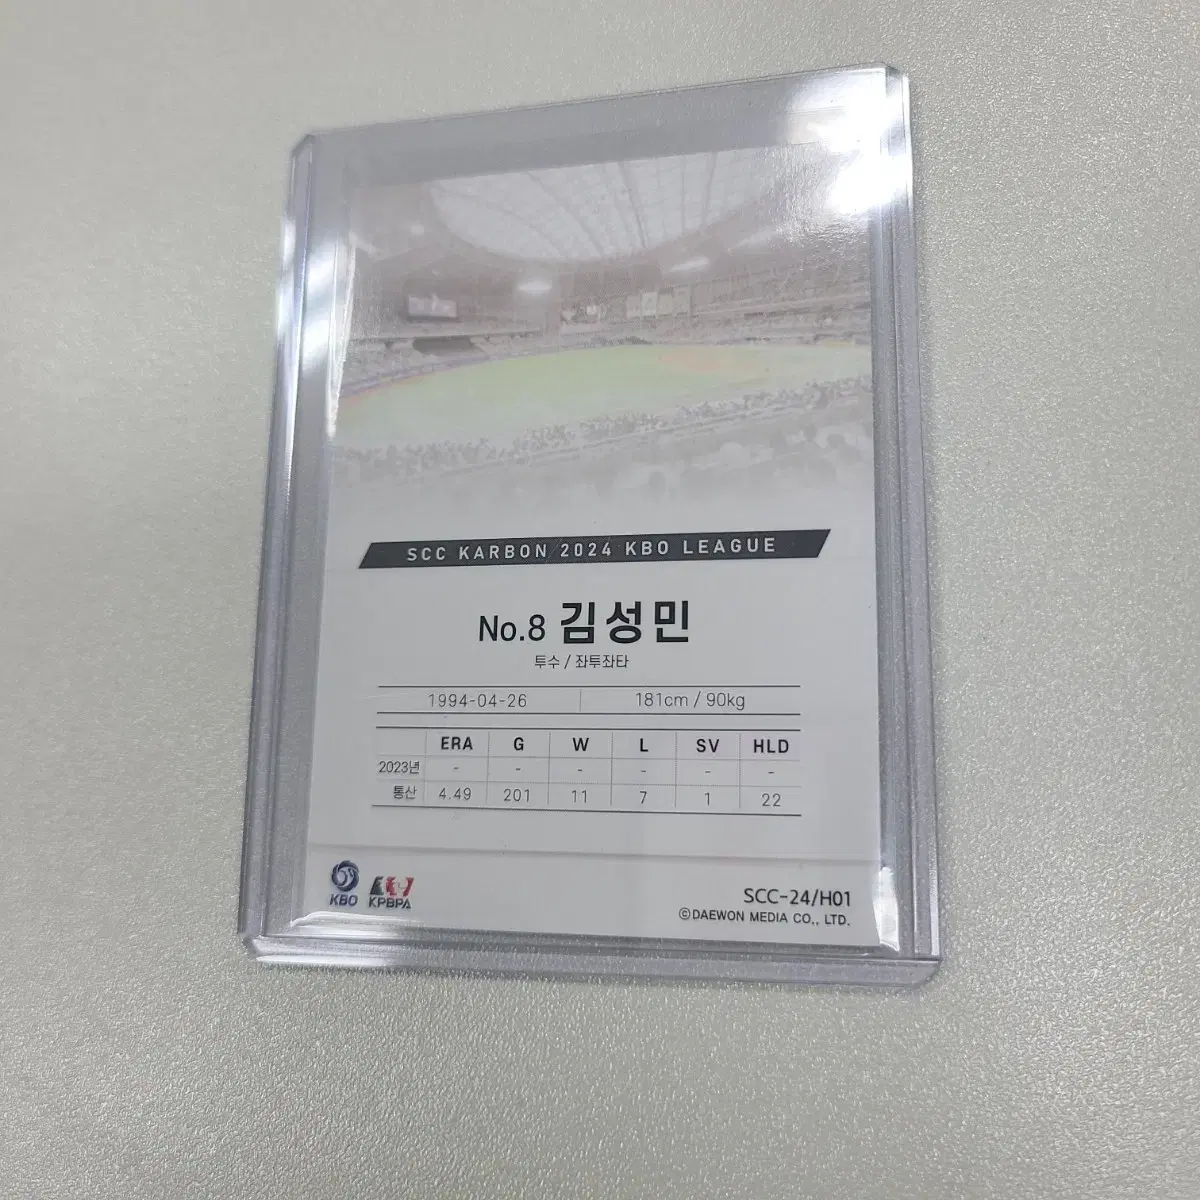 SCC KARBON 2024 KBO LEAGUE
No.8 김성민
투수 / 좌투좌타
1994-04-26 181cm / 90kg
ERA G W L SV HLD
2023년 - - - - - -
통산 4.49 201 11 7 1 22
KBO KPBPA
SCC-24/H01
©DAEWON MEDIA CO., LTD.